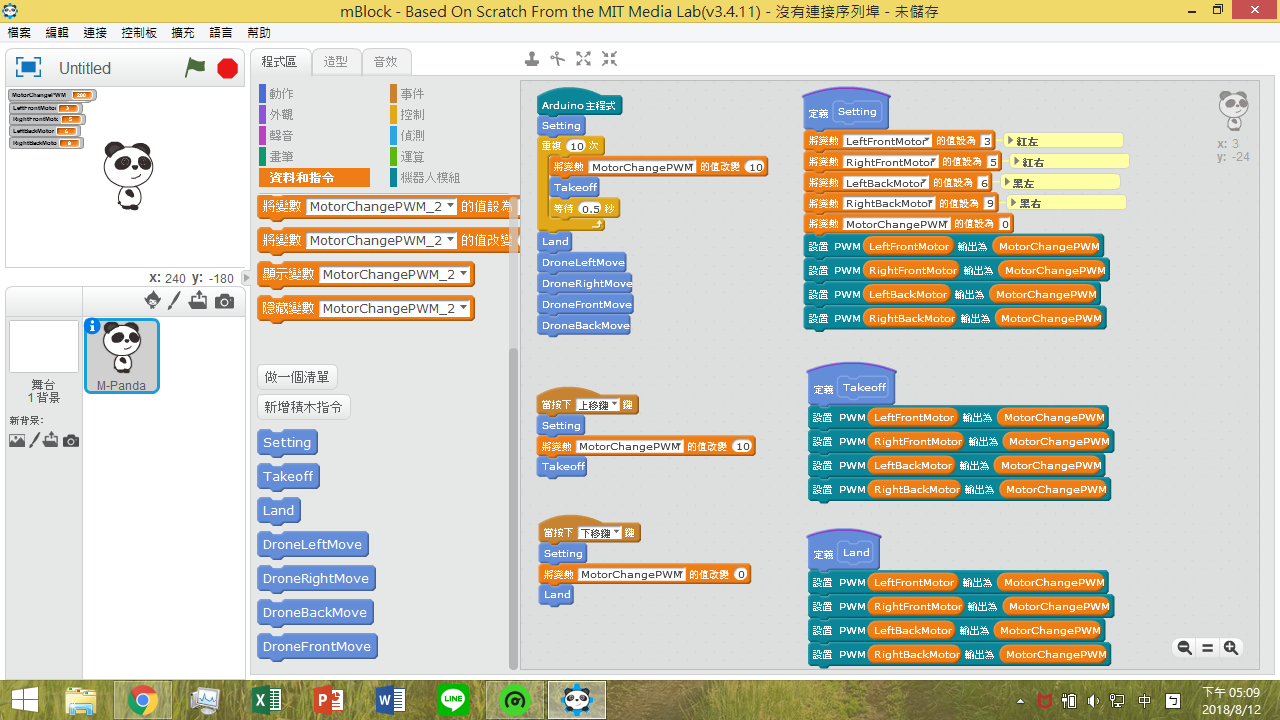 mBlock - Based On Scratch From the MIT Media Lab(v3.4.11) - 沒有連接序列埠 - 未儲存
檔案 編輯 連接 控制板 擴充 語言 幫助
Untitled
MotorChangePWM
LeftFrontMotor 3
RightFrontMoto 5
LeftBackMotor 6
RightBackMoto
x: 240 y: -180
舞台
1 背景
新背景:
M-Panda
程式區 造型 音效
動作 事件
外觀 控制
聲音 偵測
畫筆 運算
資料和指令 機器人模組
將變數 MotorChangePWM_2 的值設為
將變數 MotorChangePWM_2 的值改變
顯示變數 MotorChangePWM_2
隱藏變數 MotorChangePWM_2
做一個清單
新增積木指令
Setting
Takeoff
Land
DroneLeftMove
DroneRightMove
DroneBackMove
DroneFrontMove
Arduino 主程式
Setting
重複 10 次
將變數 MotorChangePWM 的值改變 10
Takeoff
等待 0.5 秒
Land
DroneLeftMove
DroneRightMove
DroneFrontMove
DroneBackMove
當按下 上移鍵 鍵
Setting
將變數 MotorChangePWM 的值改變 10
Takeoff
當按下 下移鍵 鍵
Setting
將變數 MotorChangePWM 的值改變 0
Land
定義 Setting
將變數 LeftFrontMotor 的值設為 3 紅左
將變數 RightFrontMotor 的值設為 5 紅右
將變數 LeftBackMotor 的值設為 6 黑左
將變數 RightBackMotor 的值設為 9 黑右
將變數 MotorChangePWM 的值設為 0
設置 PWM LeftFrontMotor 輸出為 MotorChangePWM
設置 PWM RightFrontMotor 輸出為 MotorChangePWM
設置 PWM LeftBackMotor 輸出為 MotorChangePWM
設置 PWM RightBackMotor 輸出為 MotorChangePWM
定義 Takeoff
設置 PWM LeftFrontMotor 輸出為 MotorChangePWM
設置 PWM RightFrontMotor 輸出為 MotorChangePWM
設置 PWM LeftBackMotor 輸出為 MotorChangePWM
設置 PWM RightBackMotor 輸出為 MotorChangePWM
定義 Land
設置 PWM LeftFrontMotor 輸出為 MotorChangePWM
設置 PWM RightFrontMotor 輸出為 MotorChangePWM
設置 PWM LeftBackMotor 輸出為 MotorChangePWM
設置 PWM RightBackMotor 輸出為 MotorChangePWM
x: 3
y: -24
LINE
中
下午 05:09
2018/8/12